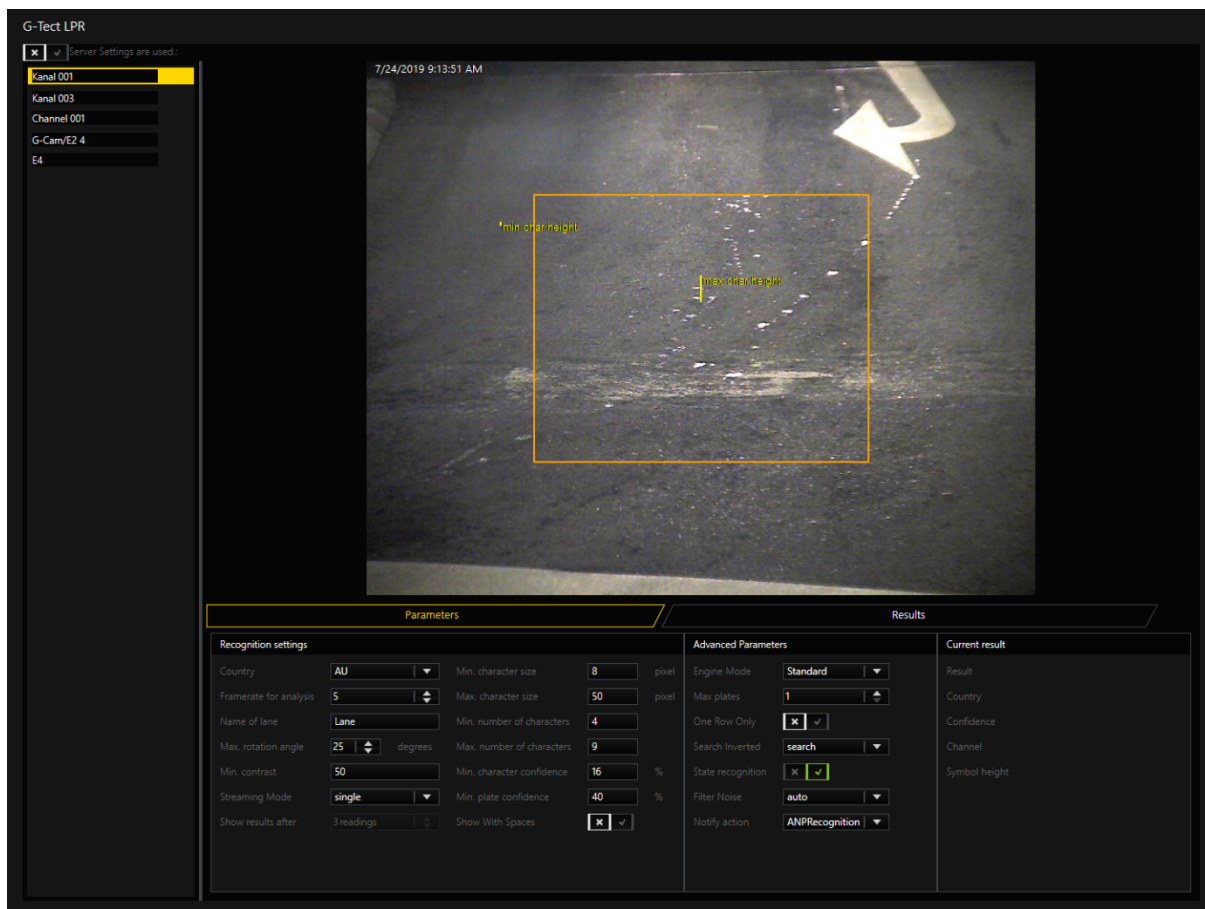 G-Tect LPR
Server Settings are used.:
Kanal 001
Kanal 003
Channel 001
G-Cam/E2 4
E4
7/24/2019 9:13:51 AM
min char height
max char height
Parameters
Results
Recognition settings
Country AU
Framerate for analysis 5
Name of lane Lane
Max. rotation angle 25 degrees
Min. contrast 50
Streaming Mode single
Show results after 3 readings
Min. character size 8 pixel
Max. character size 50 pixel
Min. number of characters 4
Max. number of characters 9
Min. character confidence 16 %
Min. plate confidence 40 %
Show With Spaces
Advanced Parameters
Engine Mode Standard
Max plates 1
One Row Only
Search Inverted search
State recognition
Filter Noise auto
Notify action ANPRecognition
Current result
Result
Country
Confidence
Channel
Symbol height